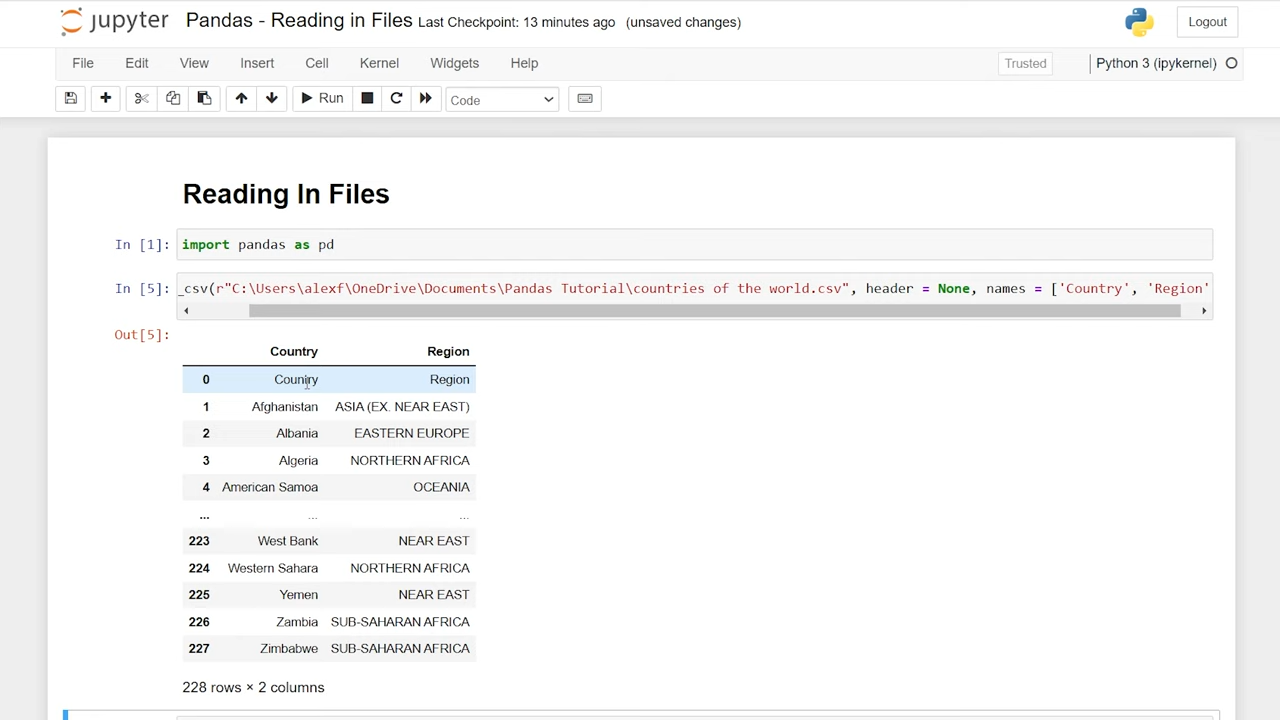 jupyter Pandas - Reading in Files Last Checkpoint: 13 minutes ago (unsaved changes) Logout
File Edit View Insert Cell Kernel Widgets Help Trusted Python 3 (ipykernel)
Run Code
Reading In Files
In [1]: import pandas as pd
In [5]: _csv(r"C:\Users\alexf\OneDrive\Documents\Pandas Tutorial\countries of the world.csv", header = None, names = ['Country', 'Region'
Out[5]:
Country Region
0 Country Region
1 Afghanistan ASIA (EX. NEAR EAST)
2 Albania EASTERN EUROPE
3 Algeria NORTHERN AFRICA
4 American Samoa OCEANIA
... ... ...
223 West Bank NEAR EAST
224 Western Sahara NORTHERN AFRICA
225 Yemen NEAR EAST
226 Zambia SUB-SAHARAN AFRICA
227 Zimbabwe SUB-SAHARAN AFRICA
228 rows × 2 columns